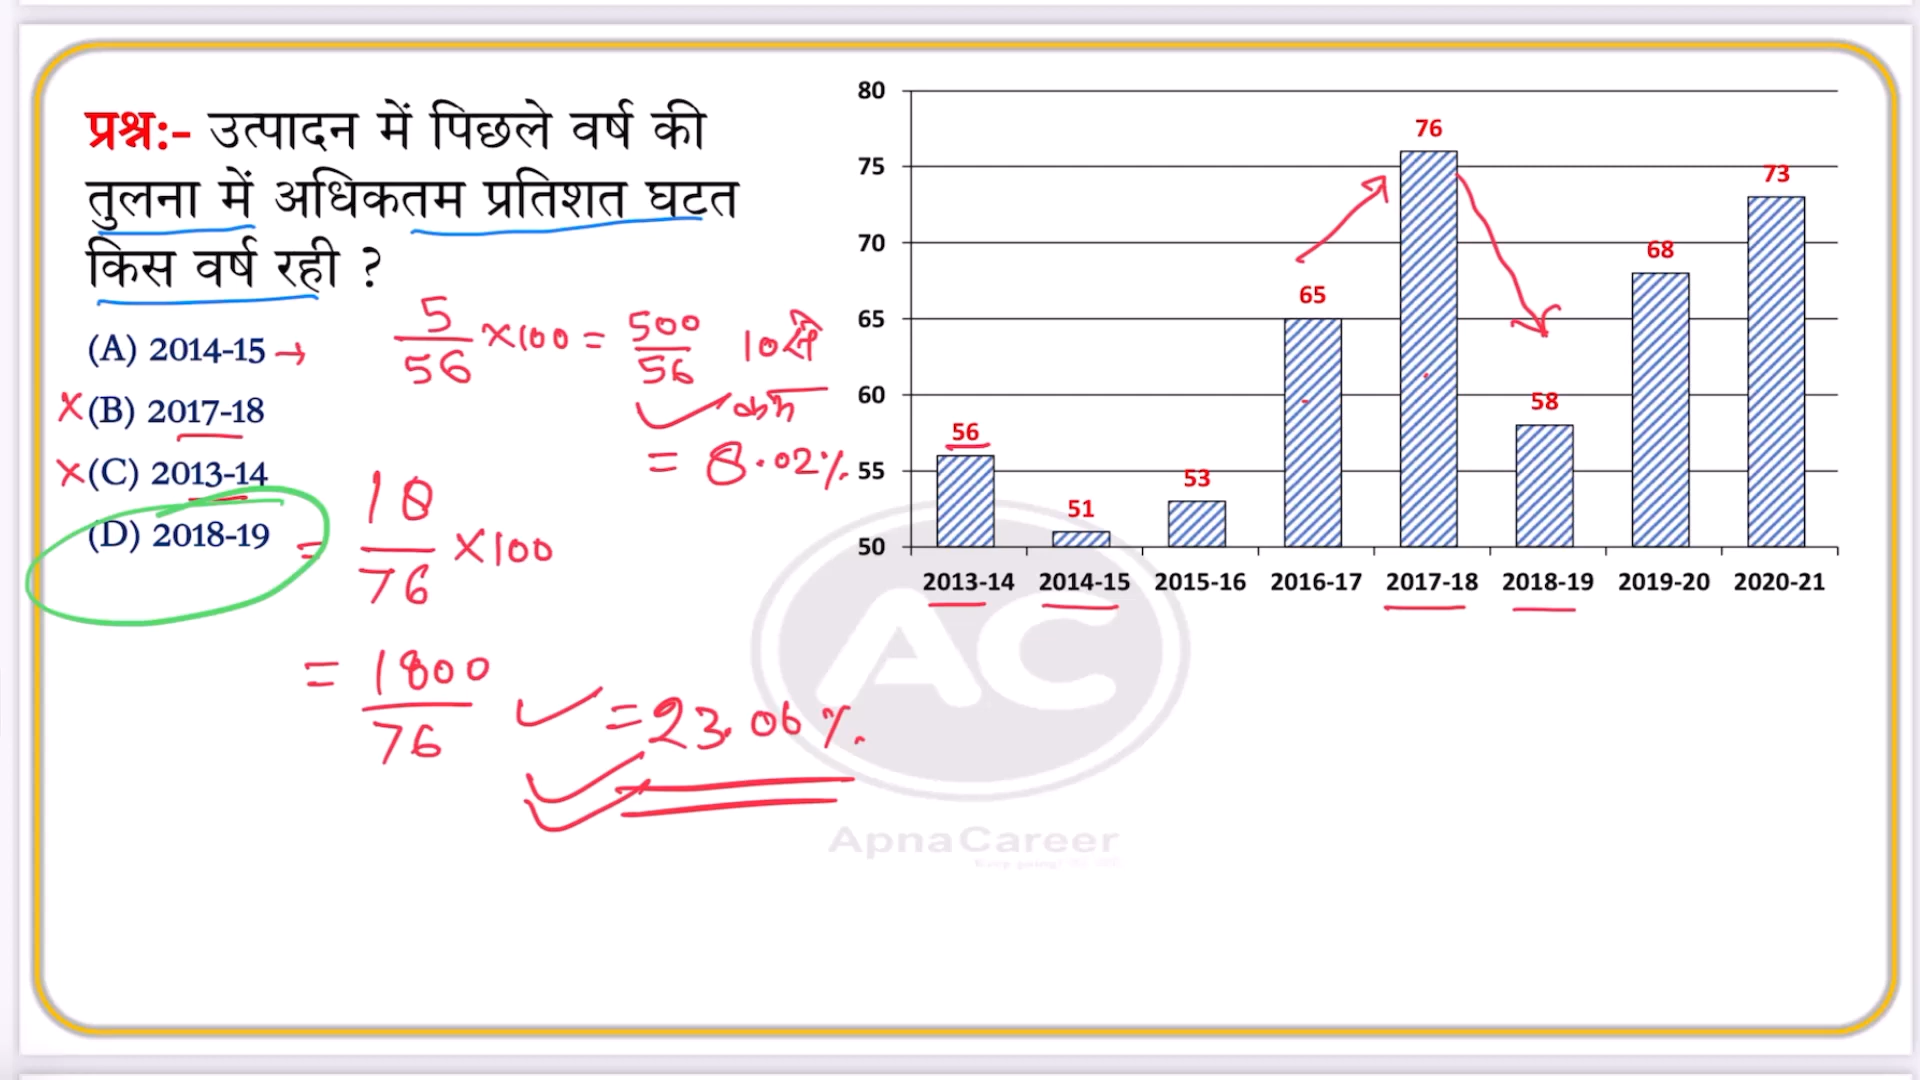 प्रश्न:- उत्पादन में पिछले वर्ष की
तुलना में अधिकतम प्रतिशत घटत
किस वर्ष रही ?
(A) 2014-15 →
5/56 ×100 = 500/56 10 से
कम
= 8.02%.
×(B) 2017-18
×(C) 2013-14
(D) 2018-19
= 18/76 ×100
= 1800/76 = 23.06%.
80
75
70
65
60
55
50
56
51
53
65
76
58
68
73
2013-14 2014-15 2015-16 2016-17 2017-18 2018-19 2019-20 2020-21
AC
ApnaCareer